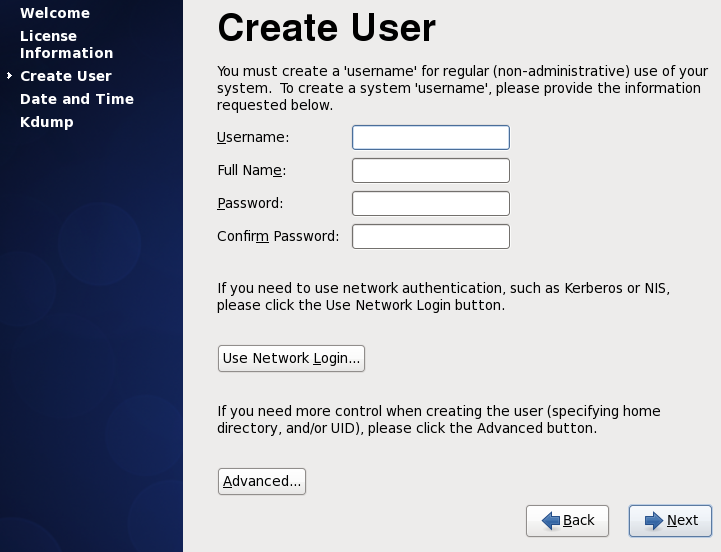 Welcome
License
Information
Create User
Date and Time
Kdump
Create User
You must create a 'username' for regular (non-administrative) use of your
system.  To create a system 'username', please provide the information
requested below.
Username:
Full Name:
Password:
Confirm Password:
If you need to use network authentication, such as Kerberos or NIS,
please click the Use Network Login button.
Use Network Login...
If you need more control when creating the user (specifying home
directory, and/or UID), please click the Advanced button.
Advanced...
Back
Next